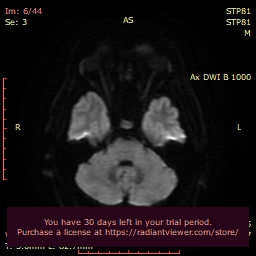 Im: 6/44
Se: 3
AS
STP81
STP81
M
Ax DWI B 1000
R
L
You have 30 days left in your trial period.
Purchase a license at https://radiantviewer.com/store/